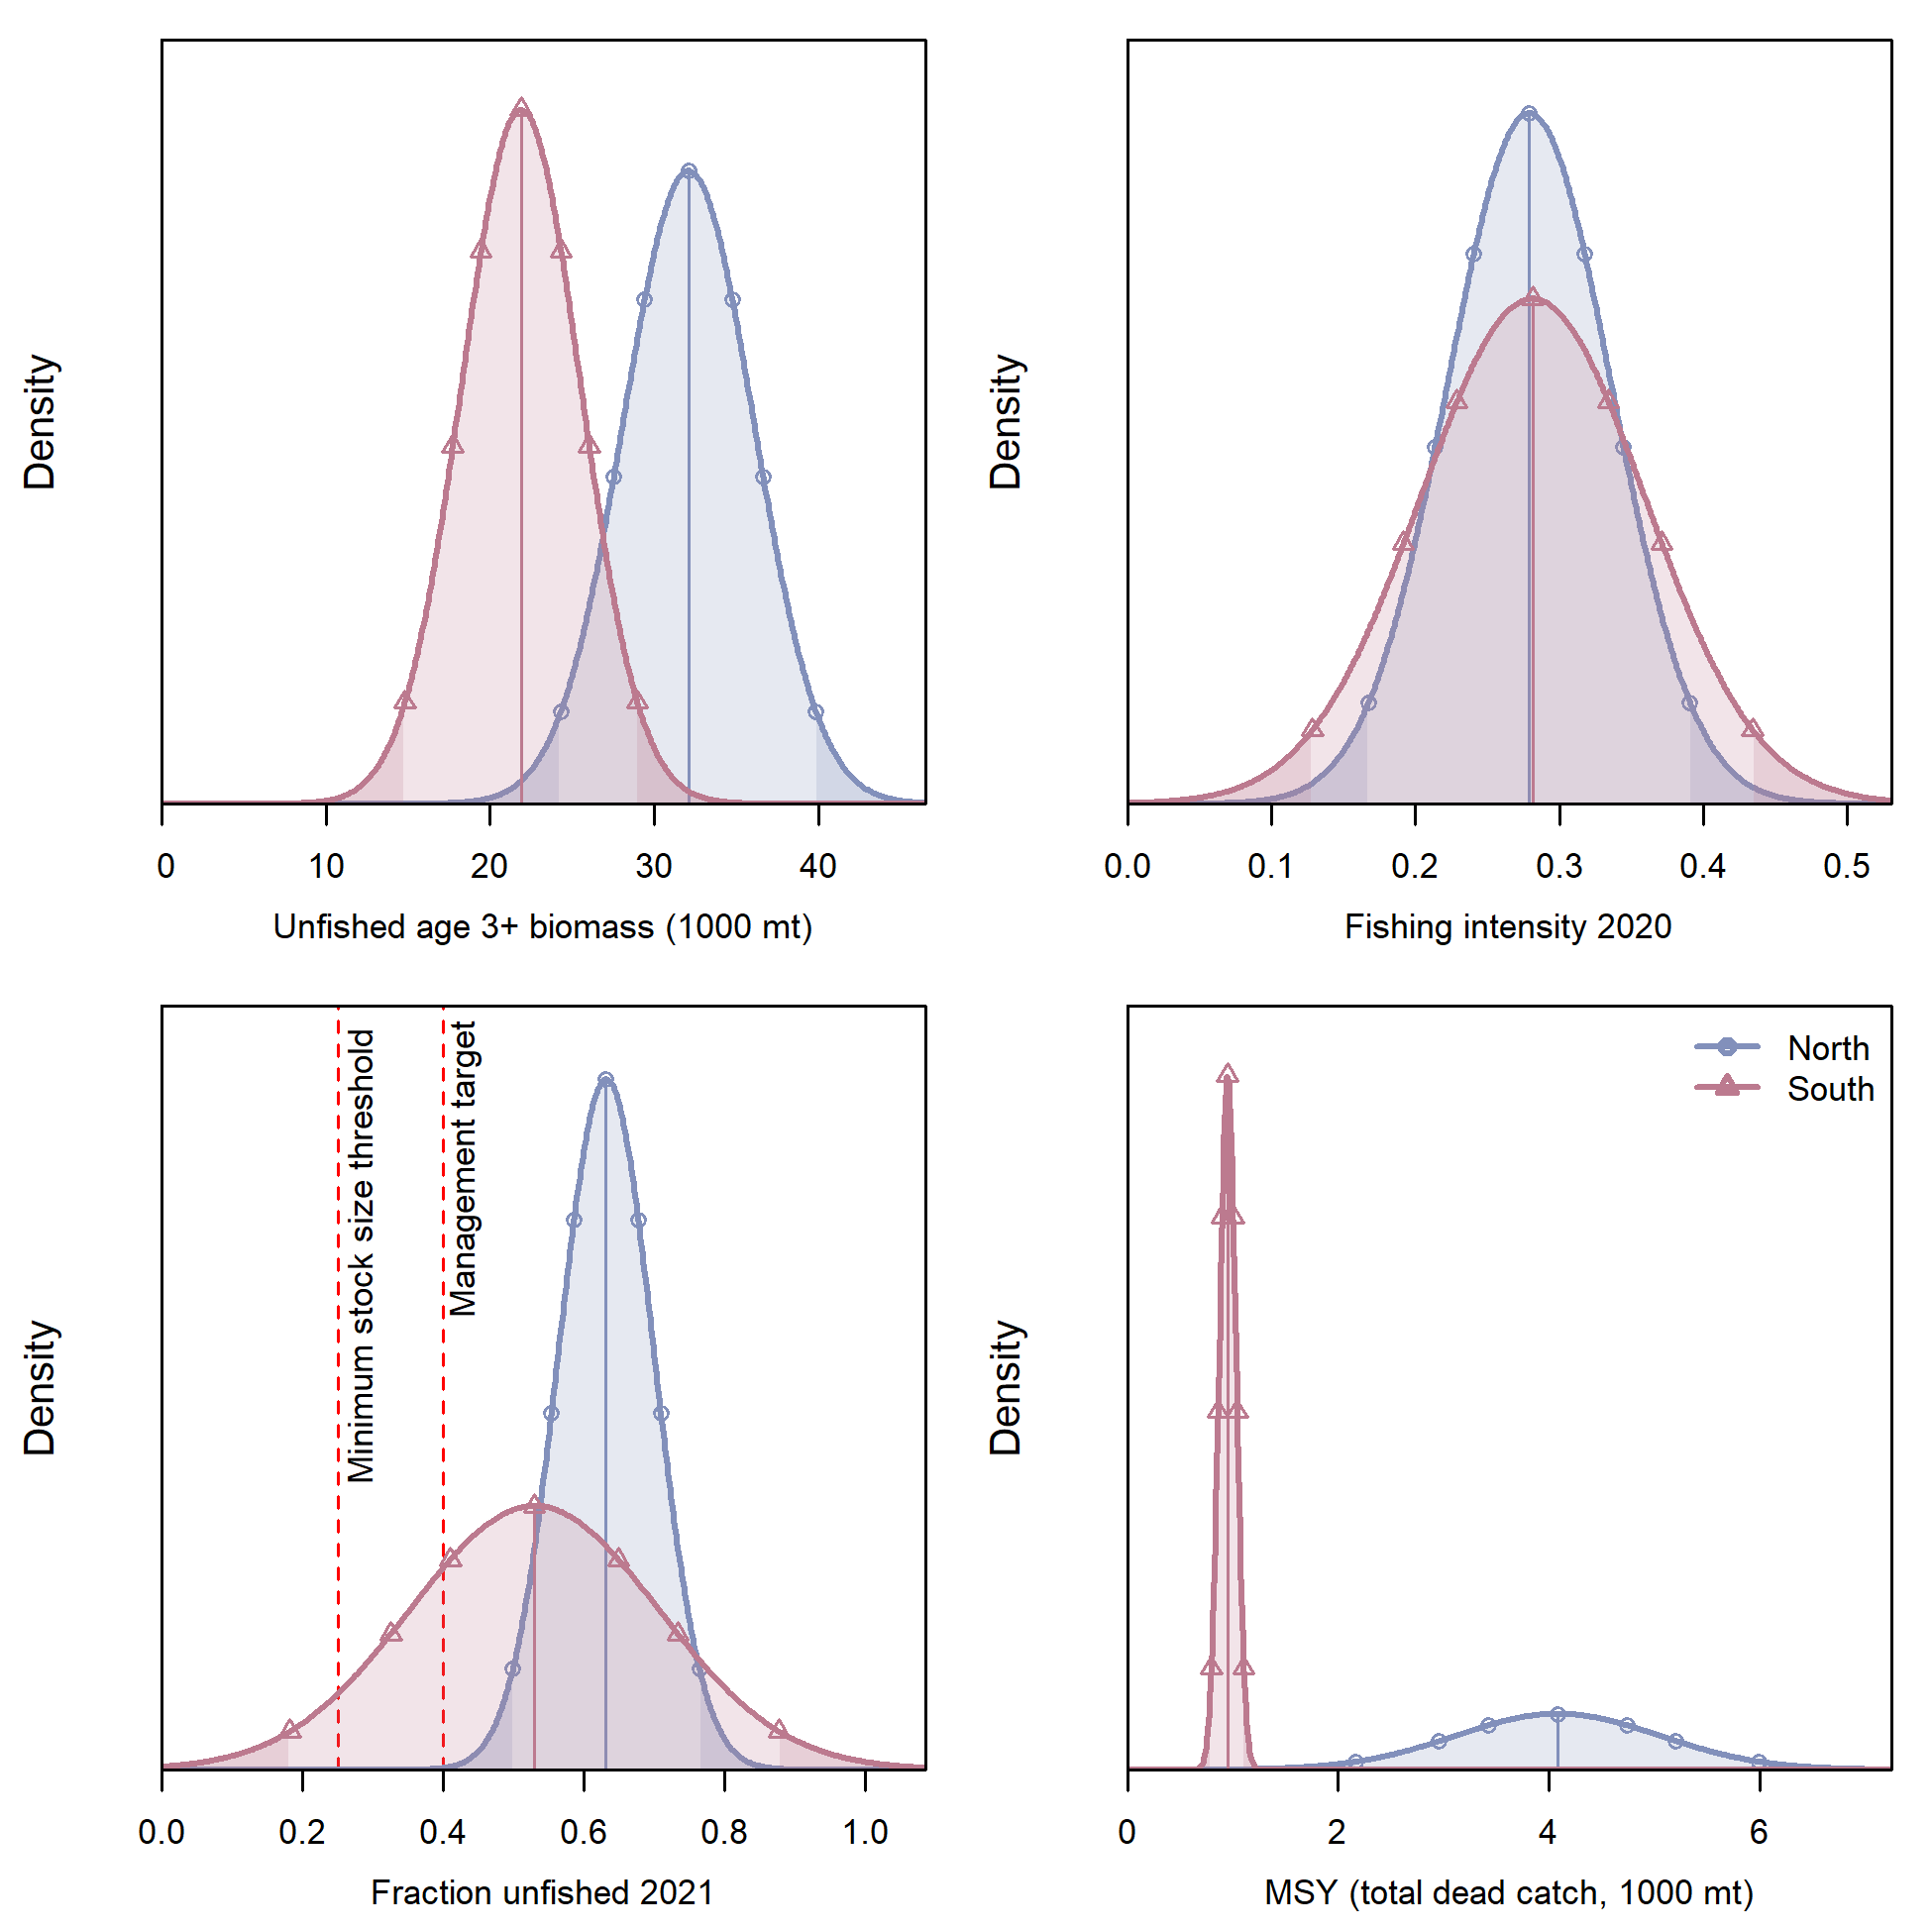 Density
0 10 20 30 40
Unfished age 3+ biomass (1000 mt)
Density
0.0 0.1 0.2 0.3 0.4 0.5
Fishing intensity 2020
Density
Minimum stock size threshold
Management target
0.0 0.2 0.4 0.6 0.8 1.0
Fraction unfished 2021
Density
North
South
0 2 4 6
MSY (total dead catch, 1000 mt)